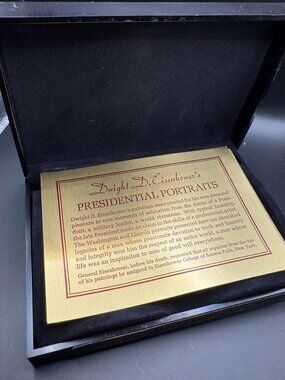 Dwight D. Eisenhower's
PRESIDENTIAL PORTRAITS
Dwight D. Eisenhower's paintings were created for his own personal
pleasure in rare moments of relaxation from the duties of a Presi-
dent, a military leader, a world statesman. With typical humility,
the late President made no claim to the skills of a professional artist.
The Washington and Lincoln portraits presented here are cherished
legacies of a man whose passionate devotion to truth and honor
and integrity won him the respect of an entire world, a man whose
life was an inspiration to men of good will everywhere.
General Eisenhower, before his death, requested that all royalties from the use
of his paintings be assigned to Eisenhower College of Seneca Falls, New York.